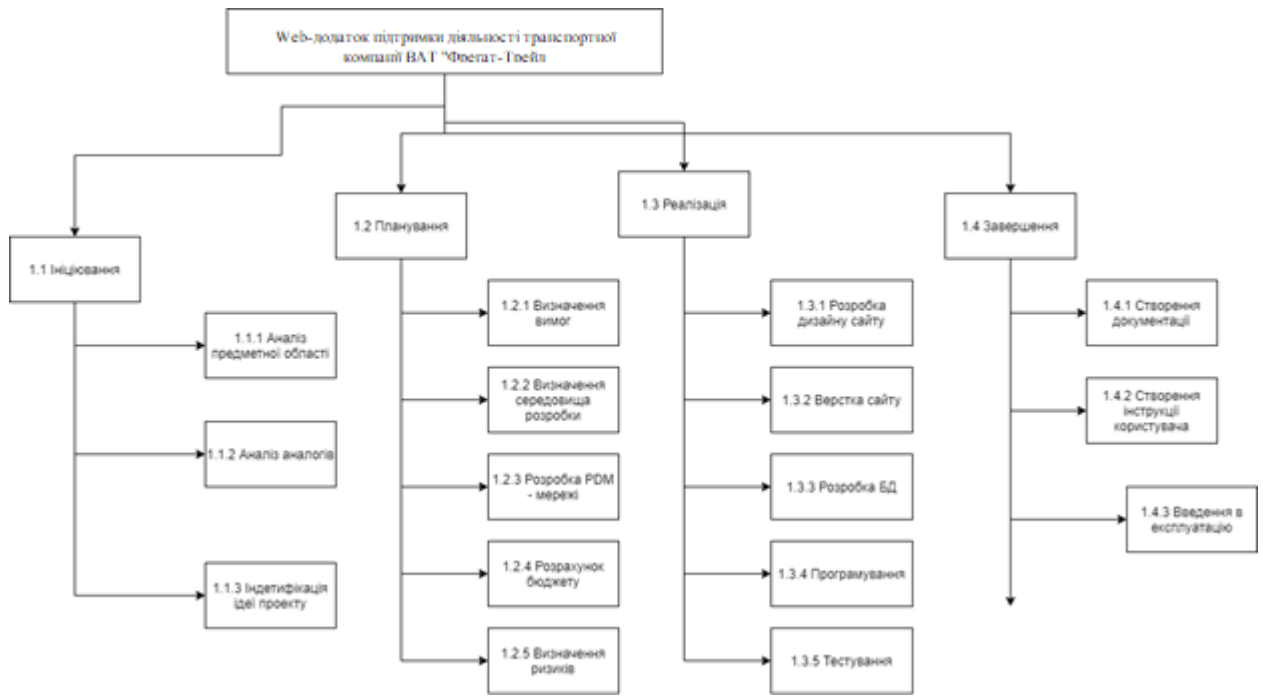 Web-додаток підтримки діяльності транспортної
компанії ВАТ "Фрегат-Трейл
1.1 Ініціювання
1.1.1 Аналіз
предметної області
1.1.2 Аналіз аналогів
1.1.3 Індетифікація
ідеї проекту
1.2 Планування
1.2.1 Визначення
вимог
1.2.2 Визначення
середовища
розробки
1.2.3 Розробка PDM
- мережі
1.2.4 Розрахунок
бюджету
1.2.5 Визначення
ризиків
1.3 Реалізація
1.3.1 Розробка
дизайну сайту
1.3.2 Верстка сайту
1.3.3 Розробка БД
1.3.4 Програмування
1.3.5 Тестування
1.4 Завершення
1.4.1 Створення
документації
1.4.2 Створення
інструкції
користувача
1.4.3 Введення в
експлуатацію